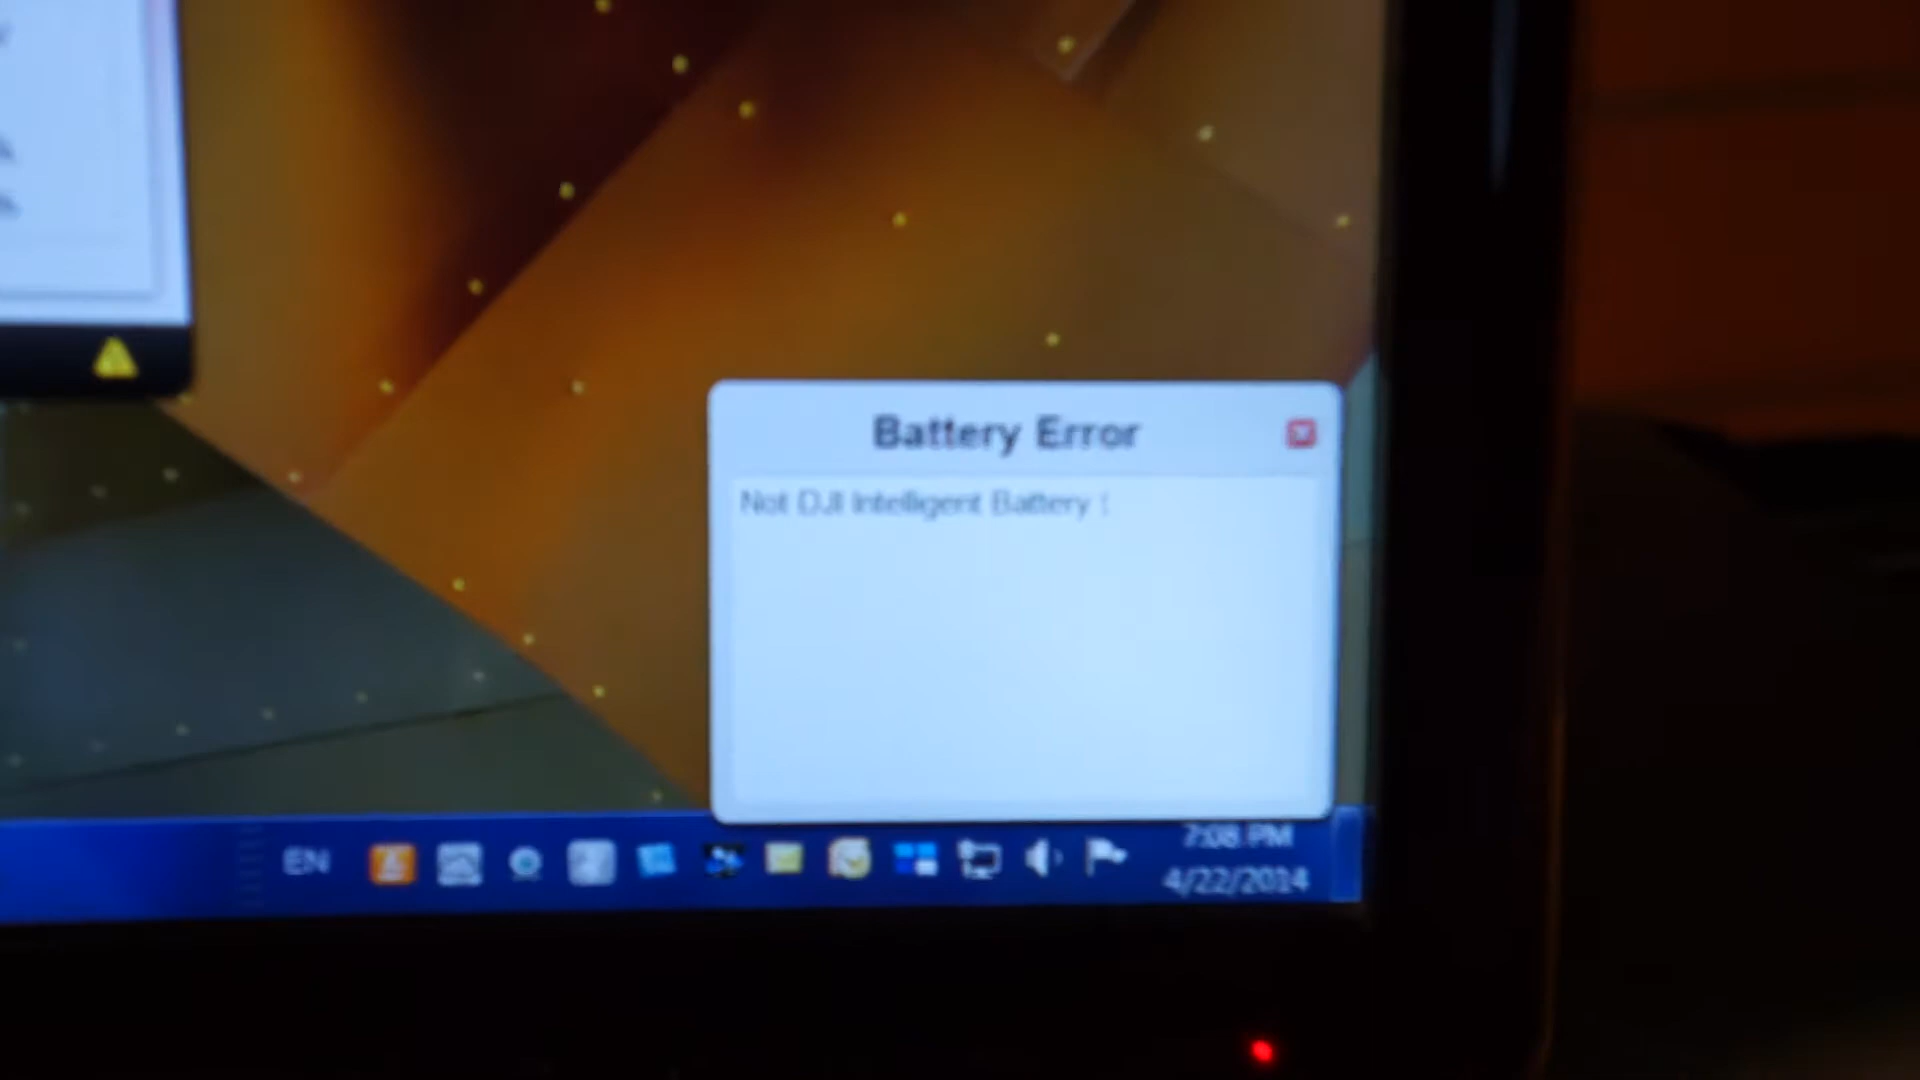 Battery Error
Not DJI Intelligent Battery !
EN
7:08 PM
4/22/2014